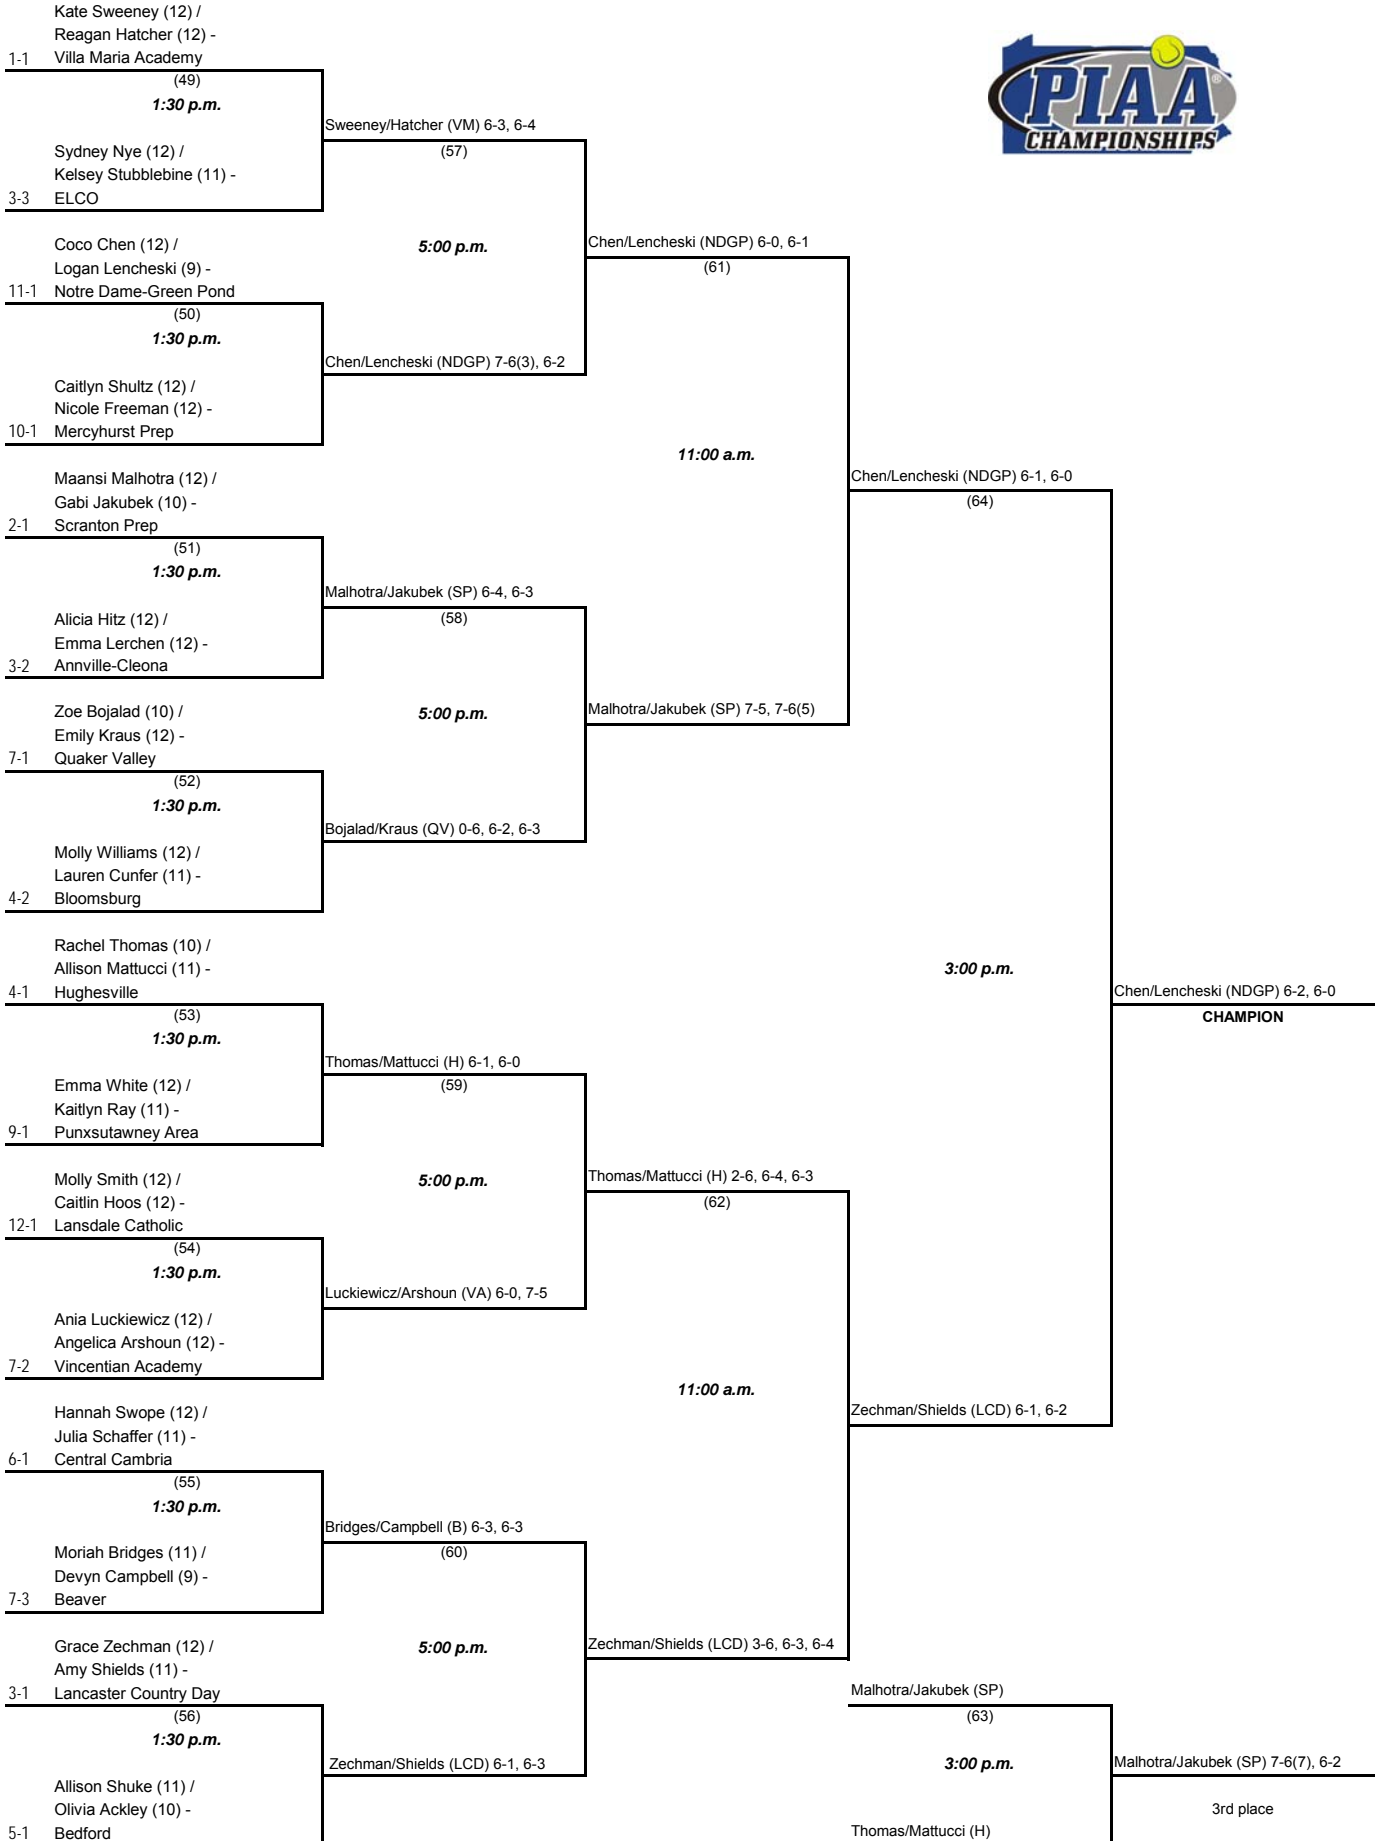 Kate Sweeney (12) /
Reagan Hatcher (12) -
1-1 Villa Maria Academy
(49)
1:30 p.m.
Sweeney/Hatcher (VM) 6-3, 6-4
(57)
Sydney Nye (12) /
Kelsey Stubblebine (11) -
3-3 ELCO
PIAA®
CHAMPIONSHIPS
Coco Chen (12) /
Logan Lencheski (9) -
11-1 Notre Dame-Green Pond
5:00 p.m.
Chen/Lencheski (NDGP) 6-0, 6-1
(61)
(50)
1:30 p.m.
Chen/Lencheski (NDGP) 7-6(3), 6-2
Caitlyn Shultz (12) /
Nicole Freeman (12) -
10-1 Mercyhurst Prep
11:00 a.m.
Chen/Lencheski (NDGP) 6-1, 6-0
(64)
Maansi Malhotra (12) /
Gabi Jakubek (10) -
2-1 Scranton Prep
(51)
1:30 p.m.
Malhotra/Jakubek (SP) 6-4, 6-3
(58)
Alicia Hitz (12) /
Emma Lerchen (12) -
3-2 Annville-Cleona
Zoe Bojalad (10) /
Emily Kraus (12) -
7-1 Quaker Valley
5:00 p.m.
Malhotra/Jakubek (SP) 7-5, 7-6(5)
(52)
1:30 p.m.
Bojalad/Kraus (QV) 0-6, 6-2, 6-3
Molly Williams (12) /
Lauren Cunfer (11) -
4-2 Bloomsburg
Rachel Thomas (10) /
Allison Mattucci (11) -
4-1 Hughesville
3:00 p.m.
Chen/Lencheski (NDGP) 6-2, 6-0
CHAMPION
(53)
1:30 p.m.
Thomas/Mattucci (H) 6-1, 6-0
(59)
Emma White (12) /
Kaitlyn Ray (11) -
9-1 Punxsutawney Area
Molly Smith (12) /
Caitlin Hoos (12) -
12-1 Lansdale Catholic
5:00 p.m.
Thomas/Mattucci (H) 2-6, 6-4, 6-3
(62)
(54)
1:30 p.m.
Luckiewicz/Arshoun (VA) 6-0, 7-5
Ania Luckiewicz (12) /
Angelica Arshoun (12) -
7-2 Vincentian Academy
11:00 a.m.
Zechman/Shields (LCD) 6-1, 6-2
Hannah Swope (12) /
Julia Schaffer (11) -
6-1 Central Cambria
(55)
1:30 p.m.
Bridges/Campbell (B) 6-3, 6-3
(60)
Moriah Bridges (11) /
Devyn Campbell (9) -
7-3 Beaver
Grace Zechman (12) /
Amy Shields (11) -
3-1 Lancaster Country Day
5:00 p.m.
Zechman/Shields (LCD) 3-6, 6-3, 6-4
(56)
1:30 p.m.
Zechman/Shields (LCD) 6-1, 6-3
Allison Shuke (11) /
Olivia Ackley (10) -
5-1 Bedford
Malhotra/Jakubek (SP)
(63)
3:00 p.m.
Malhotra/Jakubek (SP) 7-6(7), 6-2
3rd place
Thomas/Mattucci (H)